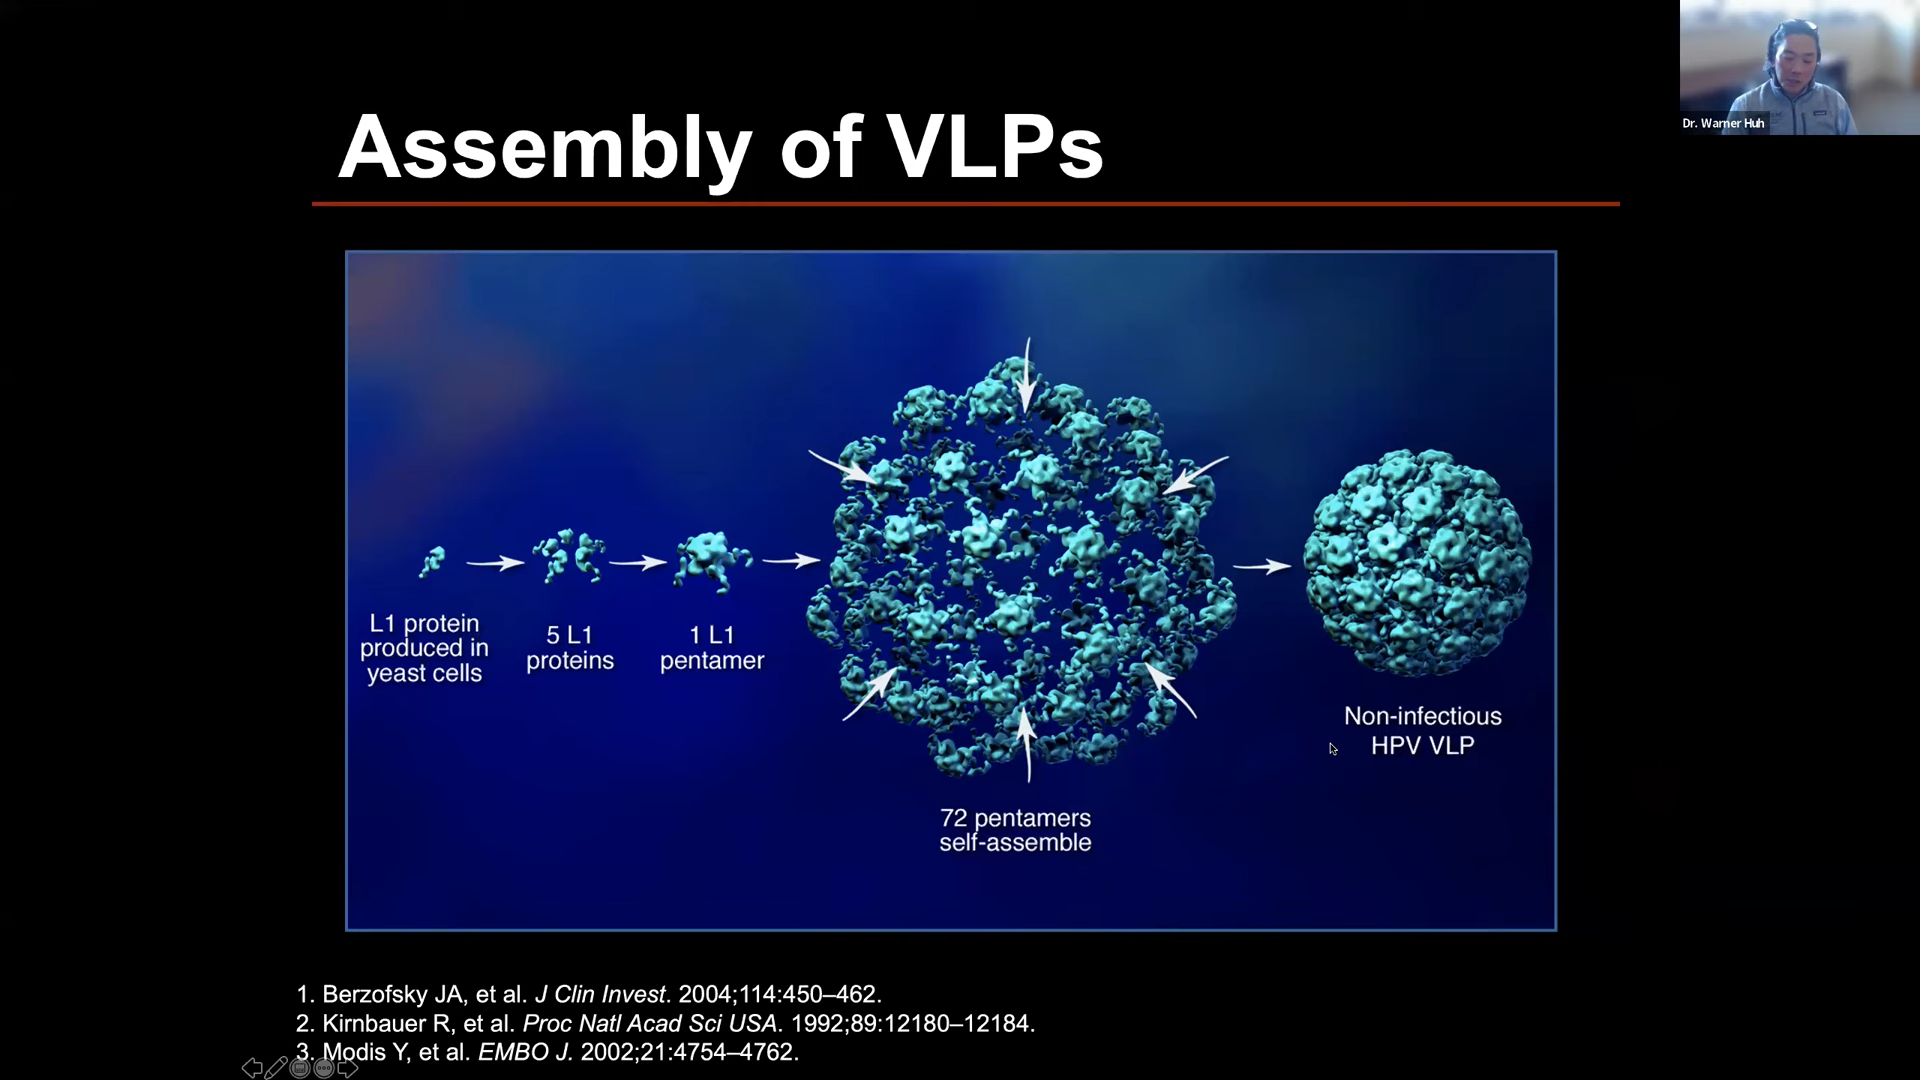 Dr. Warner Huh
Assembly of VLPs
L1 protein
produced in
yeast cells
5 L1
proteins
1 L1
pentamer
72 pentamers
self-assemble
Non-infectious
HPV VLP
1. Berzofsky JA, et al. J Clin Invest. 2004;114:450–462.
2. Kirnbauer R, et al. Proc Natl Acad Sci USA. 1992;89:12180–12184.
3. Modis Y, et al. EMBO J. 2002;21:4754–4762.